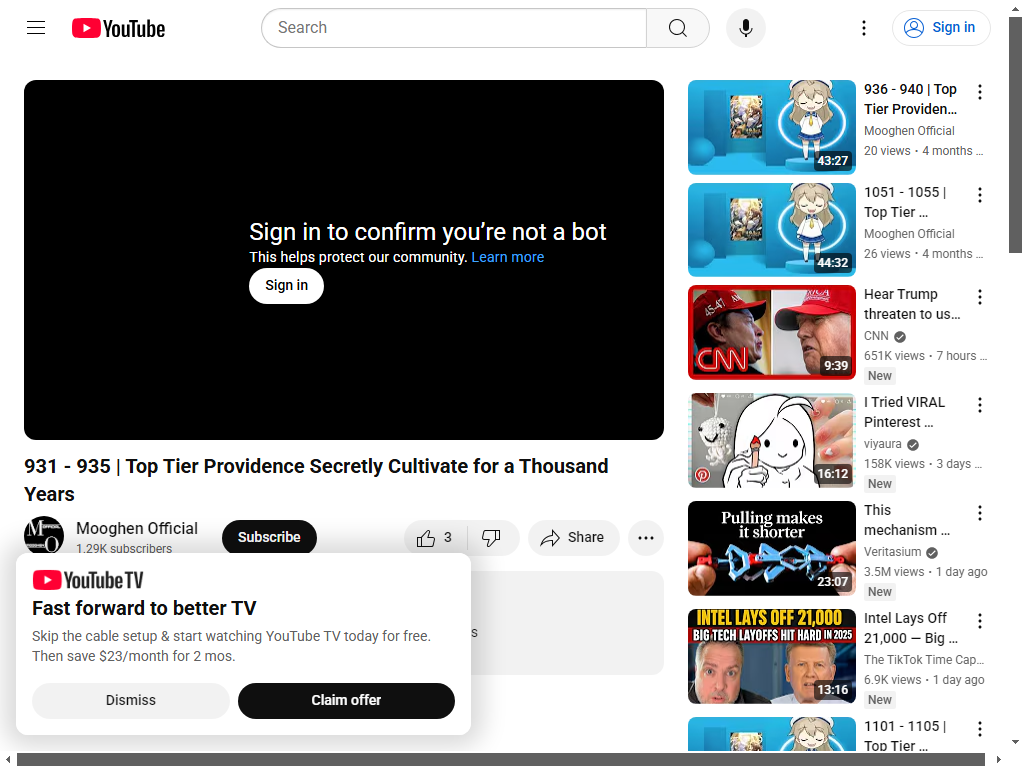 YouTube
Search
Sign in
Sign in to confirm you're not a bot
This helps protect our community. Learn more
Sign in
931 - 935 | Top Tier Providence Secretly Cultivate for a Thousand
Years
Mooghen Official
1.29K subscribers
Subscribe
3
Share
YouTube TV
Fast forward to better TV
Skip the cable setup & start watching YouTube TV today for free.
Then save $23/month for 2 mos.
Dismiss
Claim offer
43:27
936 - 940 | Top
Tier Providen...
Mooghen Official
20 views • 4 months ...
44:32
1051 - 1055 |
Top Tier ...
Mooghen Official
26 views • 4 months ...
45-47
CNN
9:39
Hear Trump
threaten to us...
CNN
651K views • 7 hours ...
New
16:12
I Tried VIRAL
Pinterest ...
viyaura
158K views • 3 days ...
New
Pulling makes
it shorter
23:07
This
mechanism ...
Veritasium
3.5M views • 1 day ago
New
INTEL LAYS OFF 21,000
BIG TECH LAYOFFS HIT HARD IN 2025
13:16
Intel Lays Off
21,000 — Big ...
The TikTok Time Cap...
6.9K views • 1 day ago
New
1101 - 1105 |
Top Tier ...